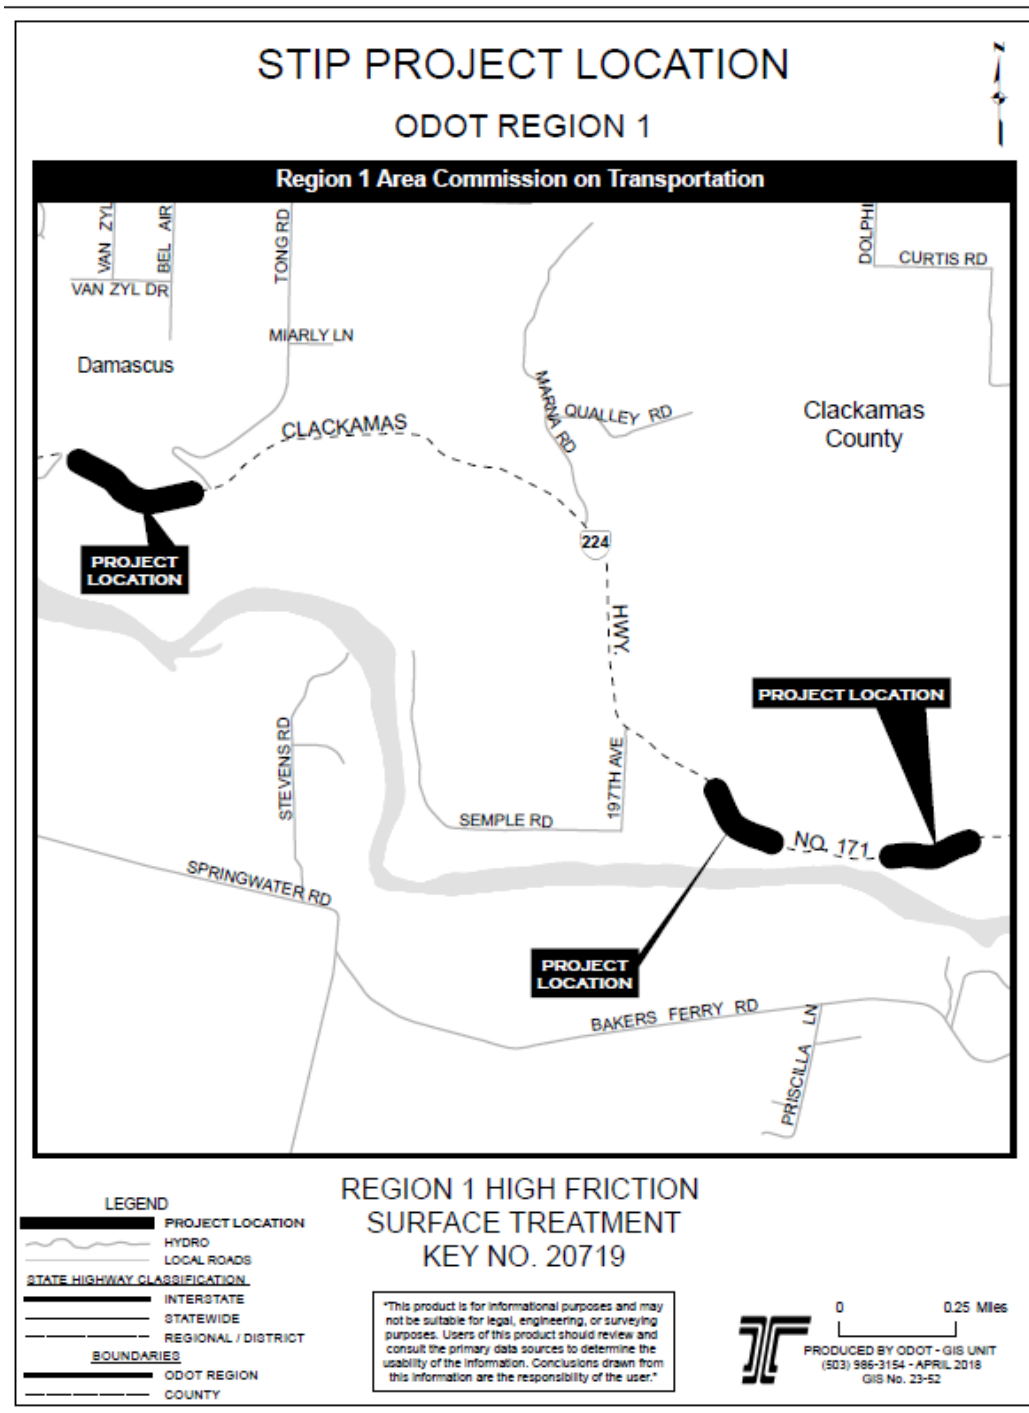 STIP PROJECT LOCATION
ODOT REGION 1
N
Region 1 Area Commission on Transportation
VAN ZYL
BEL AIR
TONG RD
DOLPHI
CURTIS RD
VAN ZYL DR
MIARLY LN
Damascus
MARNA RD
QUALLEY RD
Clackamas
County
CLACKAMAS
224
PROJECT
LOCATION
HWY.
PROJECT LOCATION
STEVENS RD
197TH AVE
SEMPLE RD
NO. 171
SPRINGWATER RD
PROJECT
LOCATION
BAKERS FERRY RD
PRISCILLA LN
LEGEND
PROJECT LOCATION
HYDRO
LOCAL ROADS
STATE HIGHWAY CLASSIFICATION
INTERSTATE
STATEWIDE
REGIONAL / DISTRICT
BOUNDARIES
ODOT REGION
COUNTY
REGION 1 HIGH FRICTION
SURFACE TREATMENT
KEY NO. 20719
"This product is for informational purposes and may
not be suitable for legal, engineering, or surveying
purposes. Users of this product should review and
consult the primary data sources to determine the
usability of the information. Conclusions drawn from
this information are the responsibility of the user."
0 0.25 Miles
PRODUCED BY ODOT - GIS UNIT
(503) 986-3154 - APRIL 2018
GIS No. 23-52